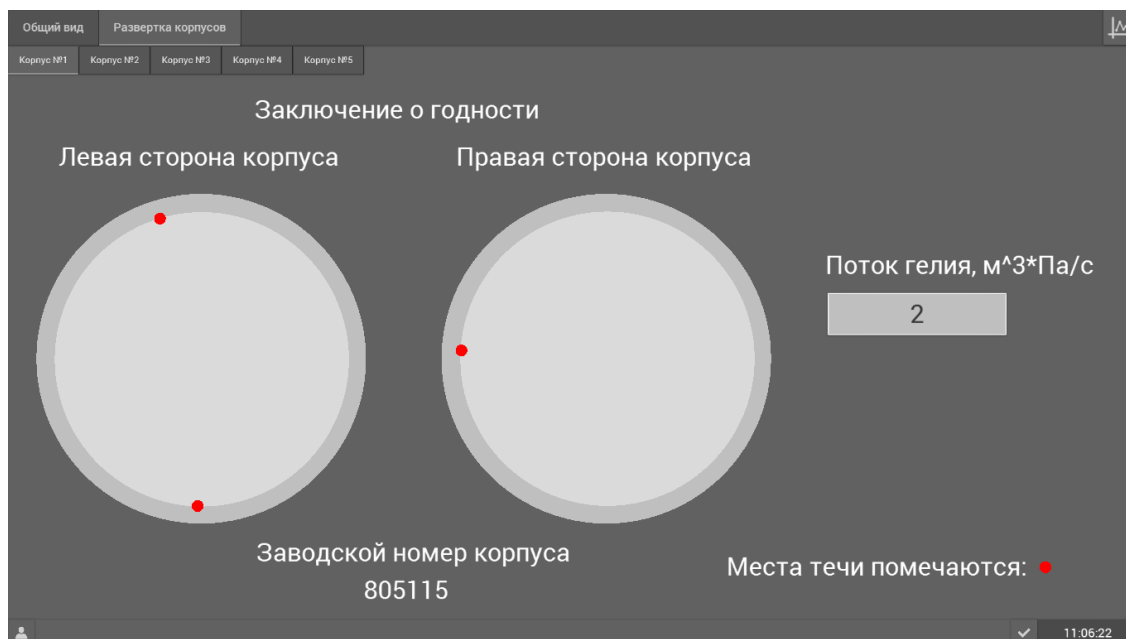 Общий вид Развертка корпусов
Корпус №1 Корпус №2 Корпус №3 Корпус №4 Корпус №5
Заключение о годности
Левая сторона корпуса Правая сторона корпуса
Поток гелия, м^3*Па/с
2
Заводской номер корпуса
805115
Места течи помечаются:
11:06:22